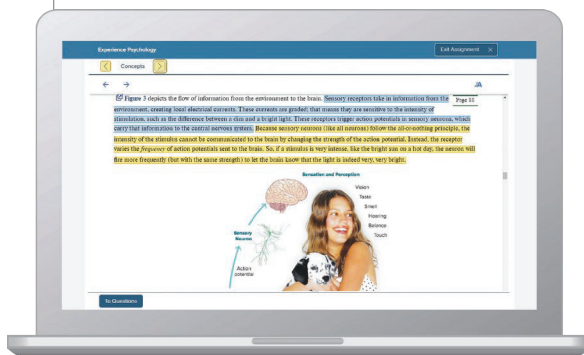 Experience Psychology
Exit Assignment X
Concepts
AA
Figure 3 depicts the flow of information from the environment to the brain. Sensory receptors take in information from the
Page 88
environment, creating local electrical currents. These currents are graded; that means they are sensitive to the intensity of
stimulation, such as the difference between a dim and a bright light. These receptors trigger action potentials in sensory neurons, which
carry that information to the central nervous system. Because sensory neurons (like all neurons) follow the all-or-nothing principle, the
intensity of the stimulus cannot be communicated to the brain by changing the strength of the action potential. Instead, the receptor
varies the frequency of action potentials sent to the brain. So, if a stimulus is very intense, like the bright sun on a hot day, the neuron will
fire more frequently (but with the same strength) to let the brain know that the light is indeed very, very bright.
Sensation and Perception
Vision
Taste
Smell
Hearing
Balance
Touch
Sensory
Neuron
Action
potential
To Questions